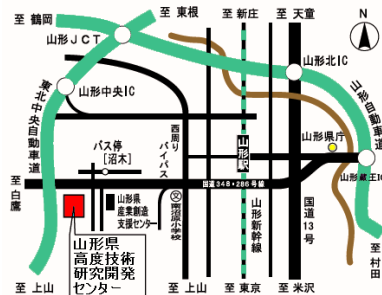 至 鶴岡
至 東根
至 新庄
至 天童
N
山形JCT
山形北IC
山形中央IC
東北中央自動車道
西周り
バイパス
山形駅
山形自動車道
山形県庁
バス停
[沼木]
山形蔵王IC
至 白鷹
国道348・286号線
山形県
産業創造
支援センター
文
南沼原小学校
山形新幹線
国道13号
至 村田
山形県
高度技術
研究開発
センター
至 上山
至 上山
至 東京
至 米沢